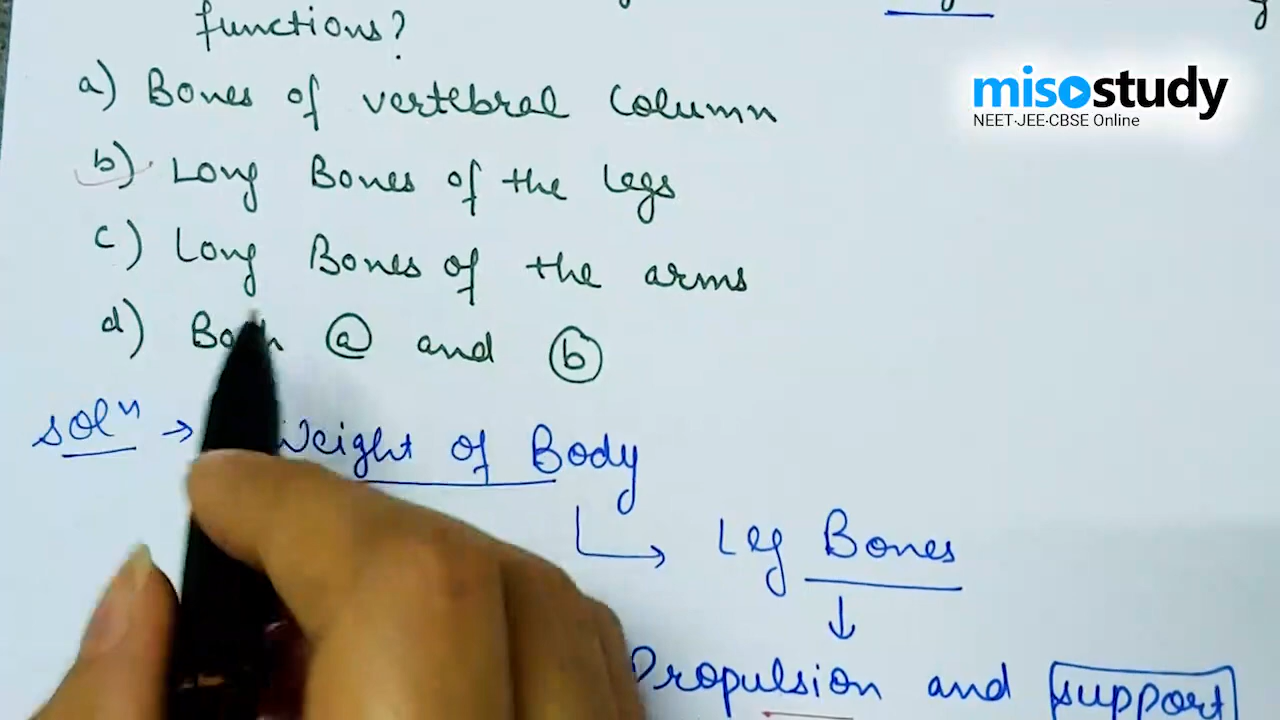 functions?
misostudy
NEET-JEE-CBSE Online
a) Bones of vertebral column
b) Long Bones of the legs
c) Long Bones of the arms
d) Both (a) and (b)
solⁿ → Weight of Body
↳ Leg Bones
↓
Propulsion and support